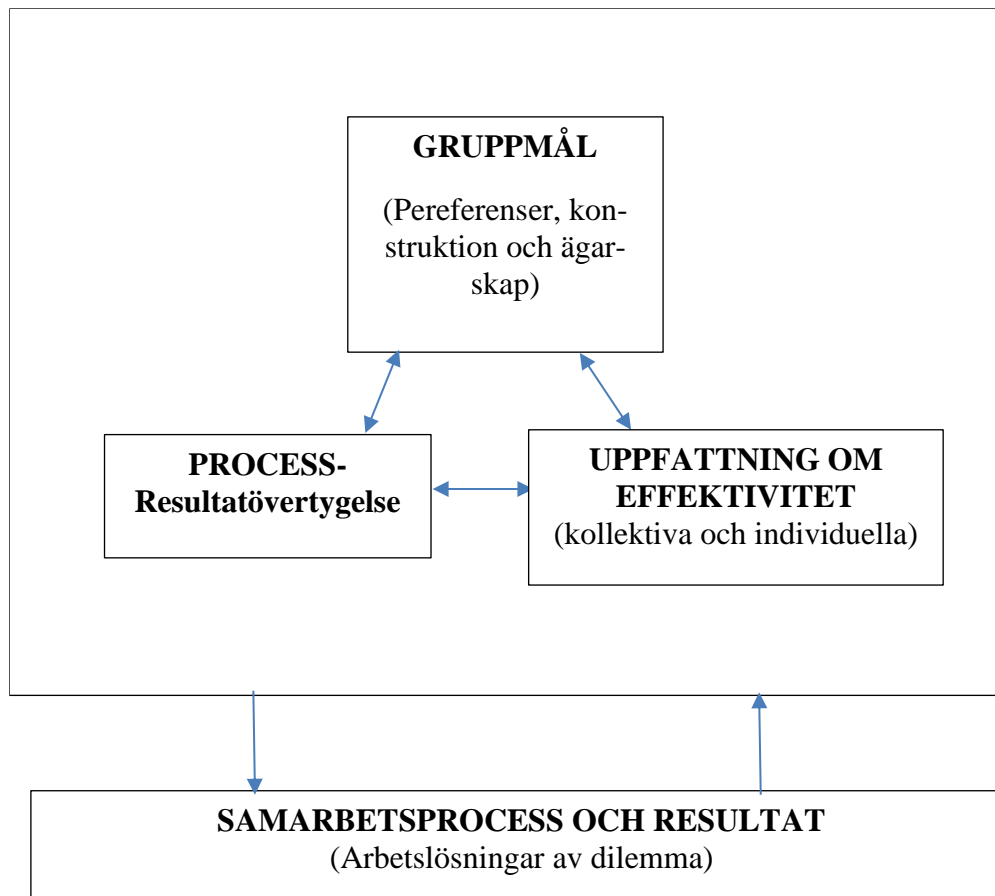 GRUPPMÅL
(Pereferenser, kon-
struktion och ägar-
skap)
PROCESS-
Resultatövertygelse
UPPFATTNING OM
EFFEKTIVITET
(kollektiva och individuella)
SAMARBETSPROCESS OCH RESULTAT
(Arbetslösningar av dilemma)